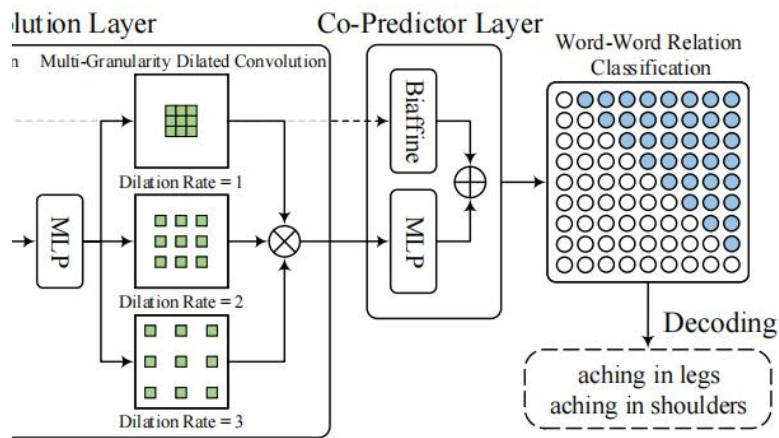 olution Layer
Co-Predictor Layer
Word-Word Relation
Classification
n
Multi-Granularity Dilated Convolution
Biaffine
Dilation Rate = 1
MLP
MLP
Dilation Rate = 2
Decoding
aching in legs
aching in shoulders
Dilation Rate = 3